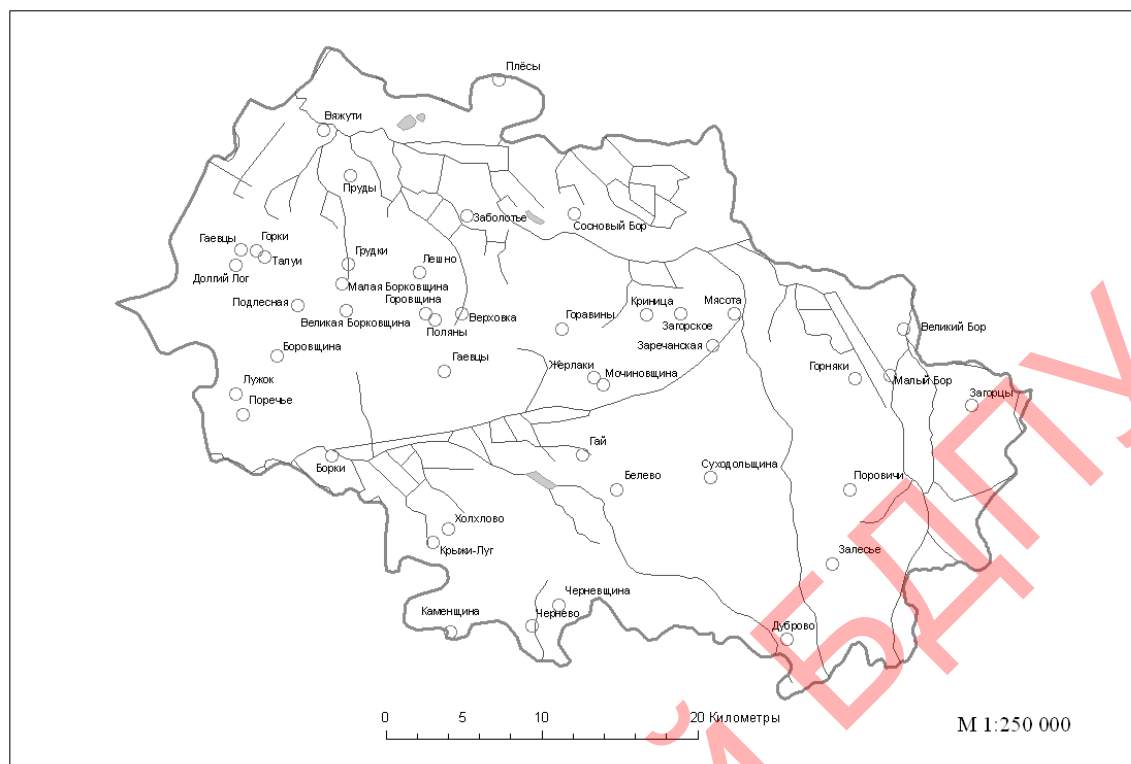 Плёсы
Вяжути
Пруды
Заболотье
Сосновый Бор
Гаевцы
Горки
Талуи
Долгий Лог
Грудки
Лешно
Малая Борковщина
Подлесная
Великая Борковщина
Горовщина
Поляны
Верховка
Горавины
Криница
Загорское
Мясота
Заречанская
Великий Бор
Боровщина
Гаевцы
Жерлаки
Мочиновщина
Горняки
Малый Бор
Загорцы
Лужок
Поречье
Борки
Гай
Белево
Суходольщина
Поровичи
Холхлово
Крыжи-Луг
Залесье
Каменщина
Черневщина
Чернево
Дуброво
0 5 10 20 Километры
М 1:250 000
Й БДПУ